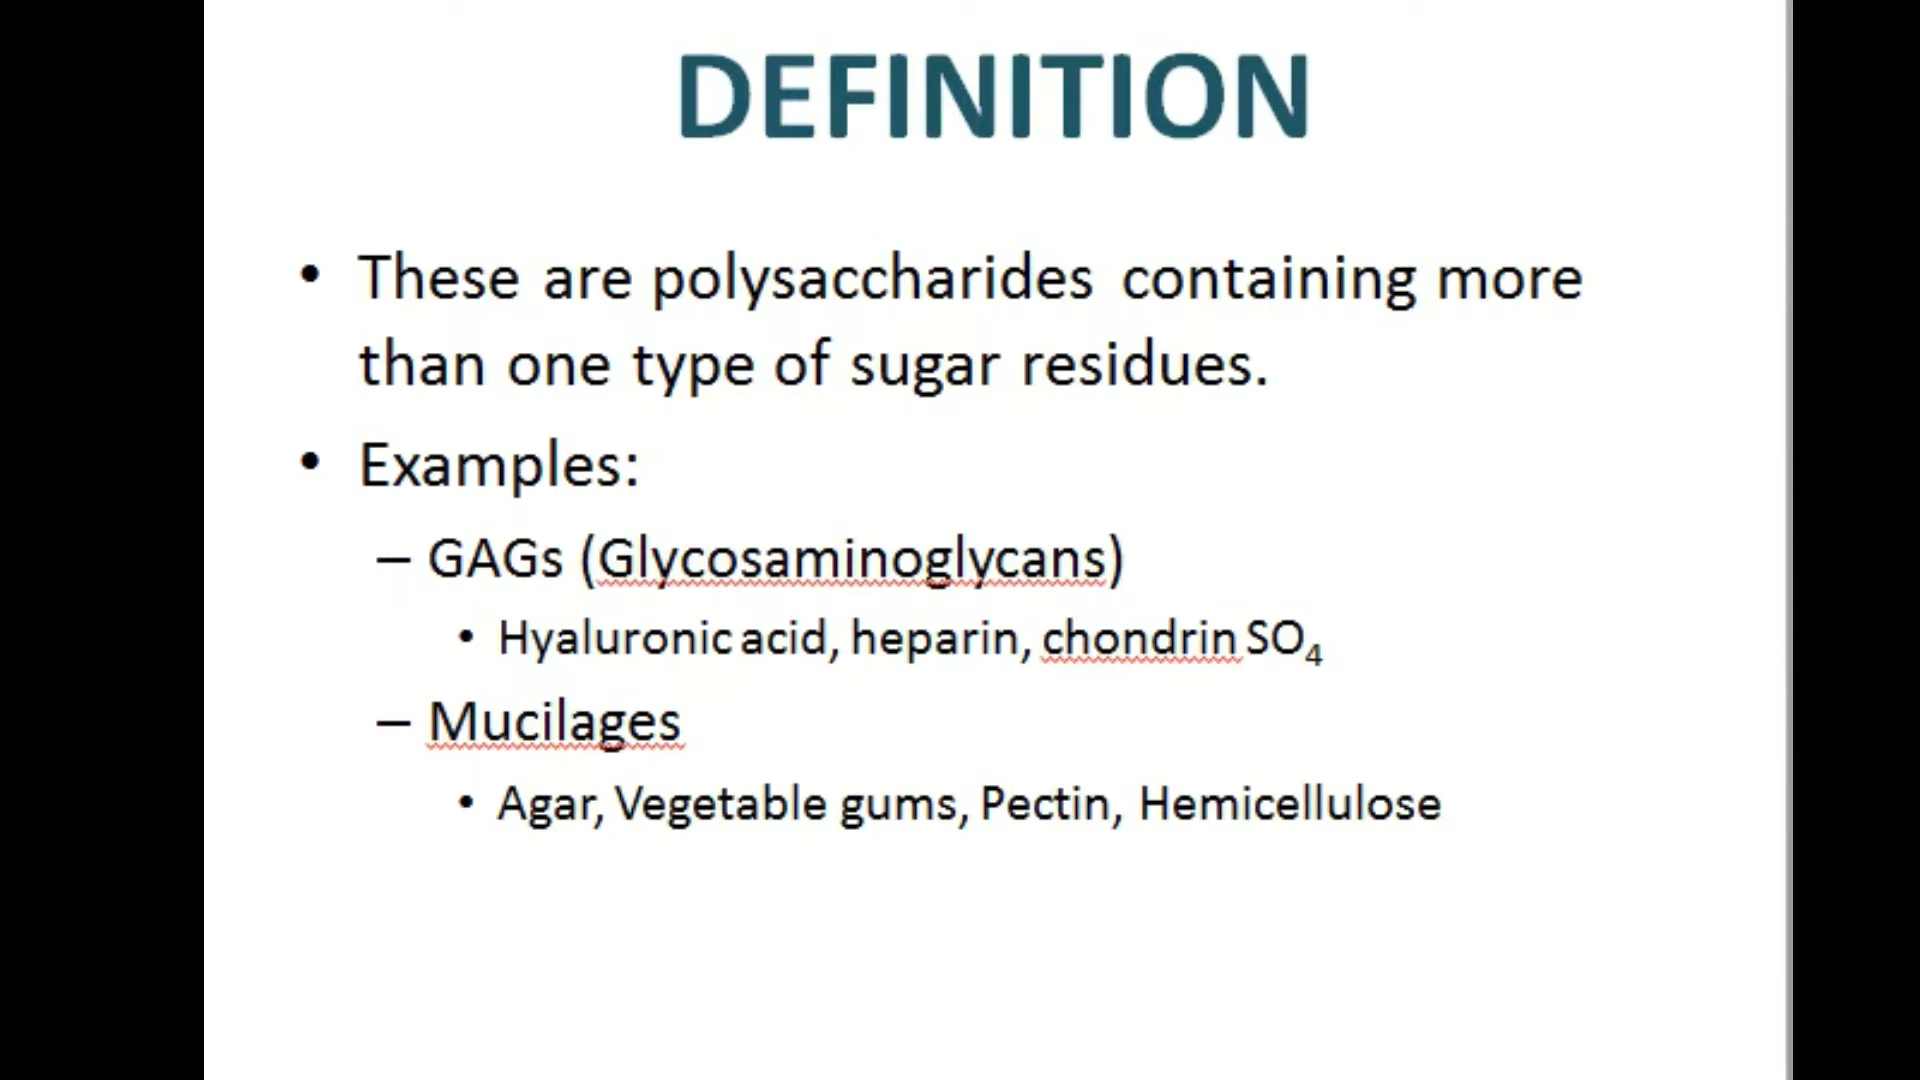 DEFINITION
• These are polysaccharides containing more
than one type of sugar residues.
• Examples:
– GAGs (Glycosaminoglycans)
• Hyaluronic acid, heparin, chondrin SO₄
– Mucilages
• Agar, Vegetable gums, Pectin, Hemicellulose